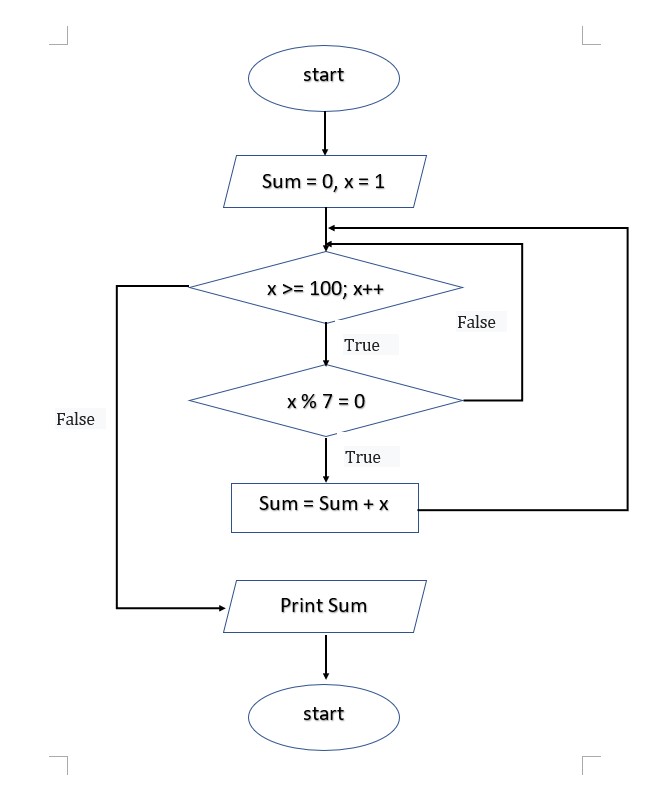 start
Sum = 0, x = 1
x >= 100; x++
False
True
x % 7 = 0
False
True
Sum = Sum + x
Print Sum
start